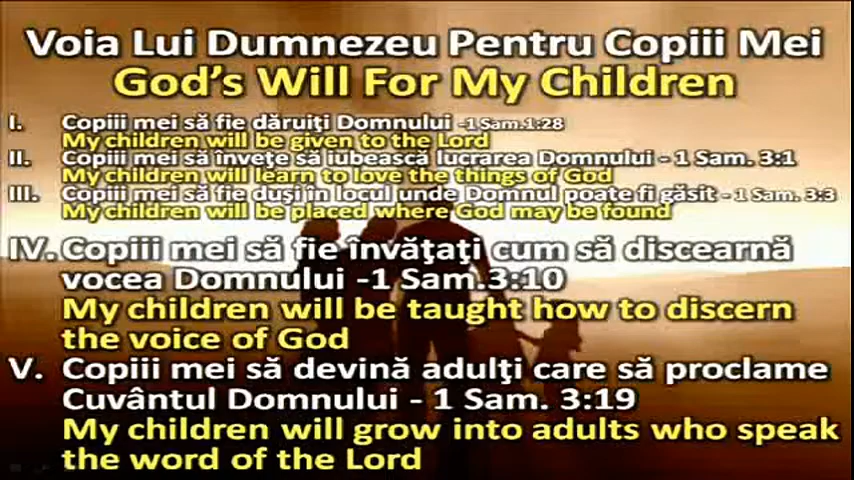 Voia Lui Dumnezeu Pentru Copiii Mei
God's Will For My Children
I. Copiii mei să fie dăruiţi Domnului -1 Sam.1:28
My children will be given to the Lord
II. Copiii mei să înveţe să iubească lucrarea Domnului - 1 Sam. 3:1
My children will learn to love the things of God
III. Copiii mei să fie duşi în locul unde Domnul poate fi găsit - 1 Sam. 3:3
My children will be placed where God may be found
IV. Copiii mei să fie învăţaţi cum să discearnă
vocea Domnului -1 Sam.3:10
My children will be taught how to discern
the voice of God
V. Copiii mei să devină adulţi care să proclame
Cuvântul Domnului - 1 Sam. 3:19
My children will grow into adults who speak
the word of the Lord